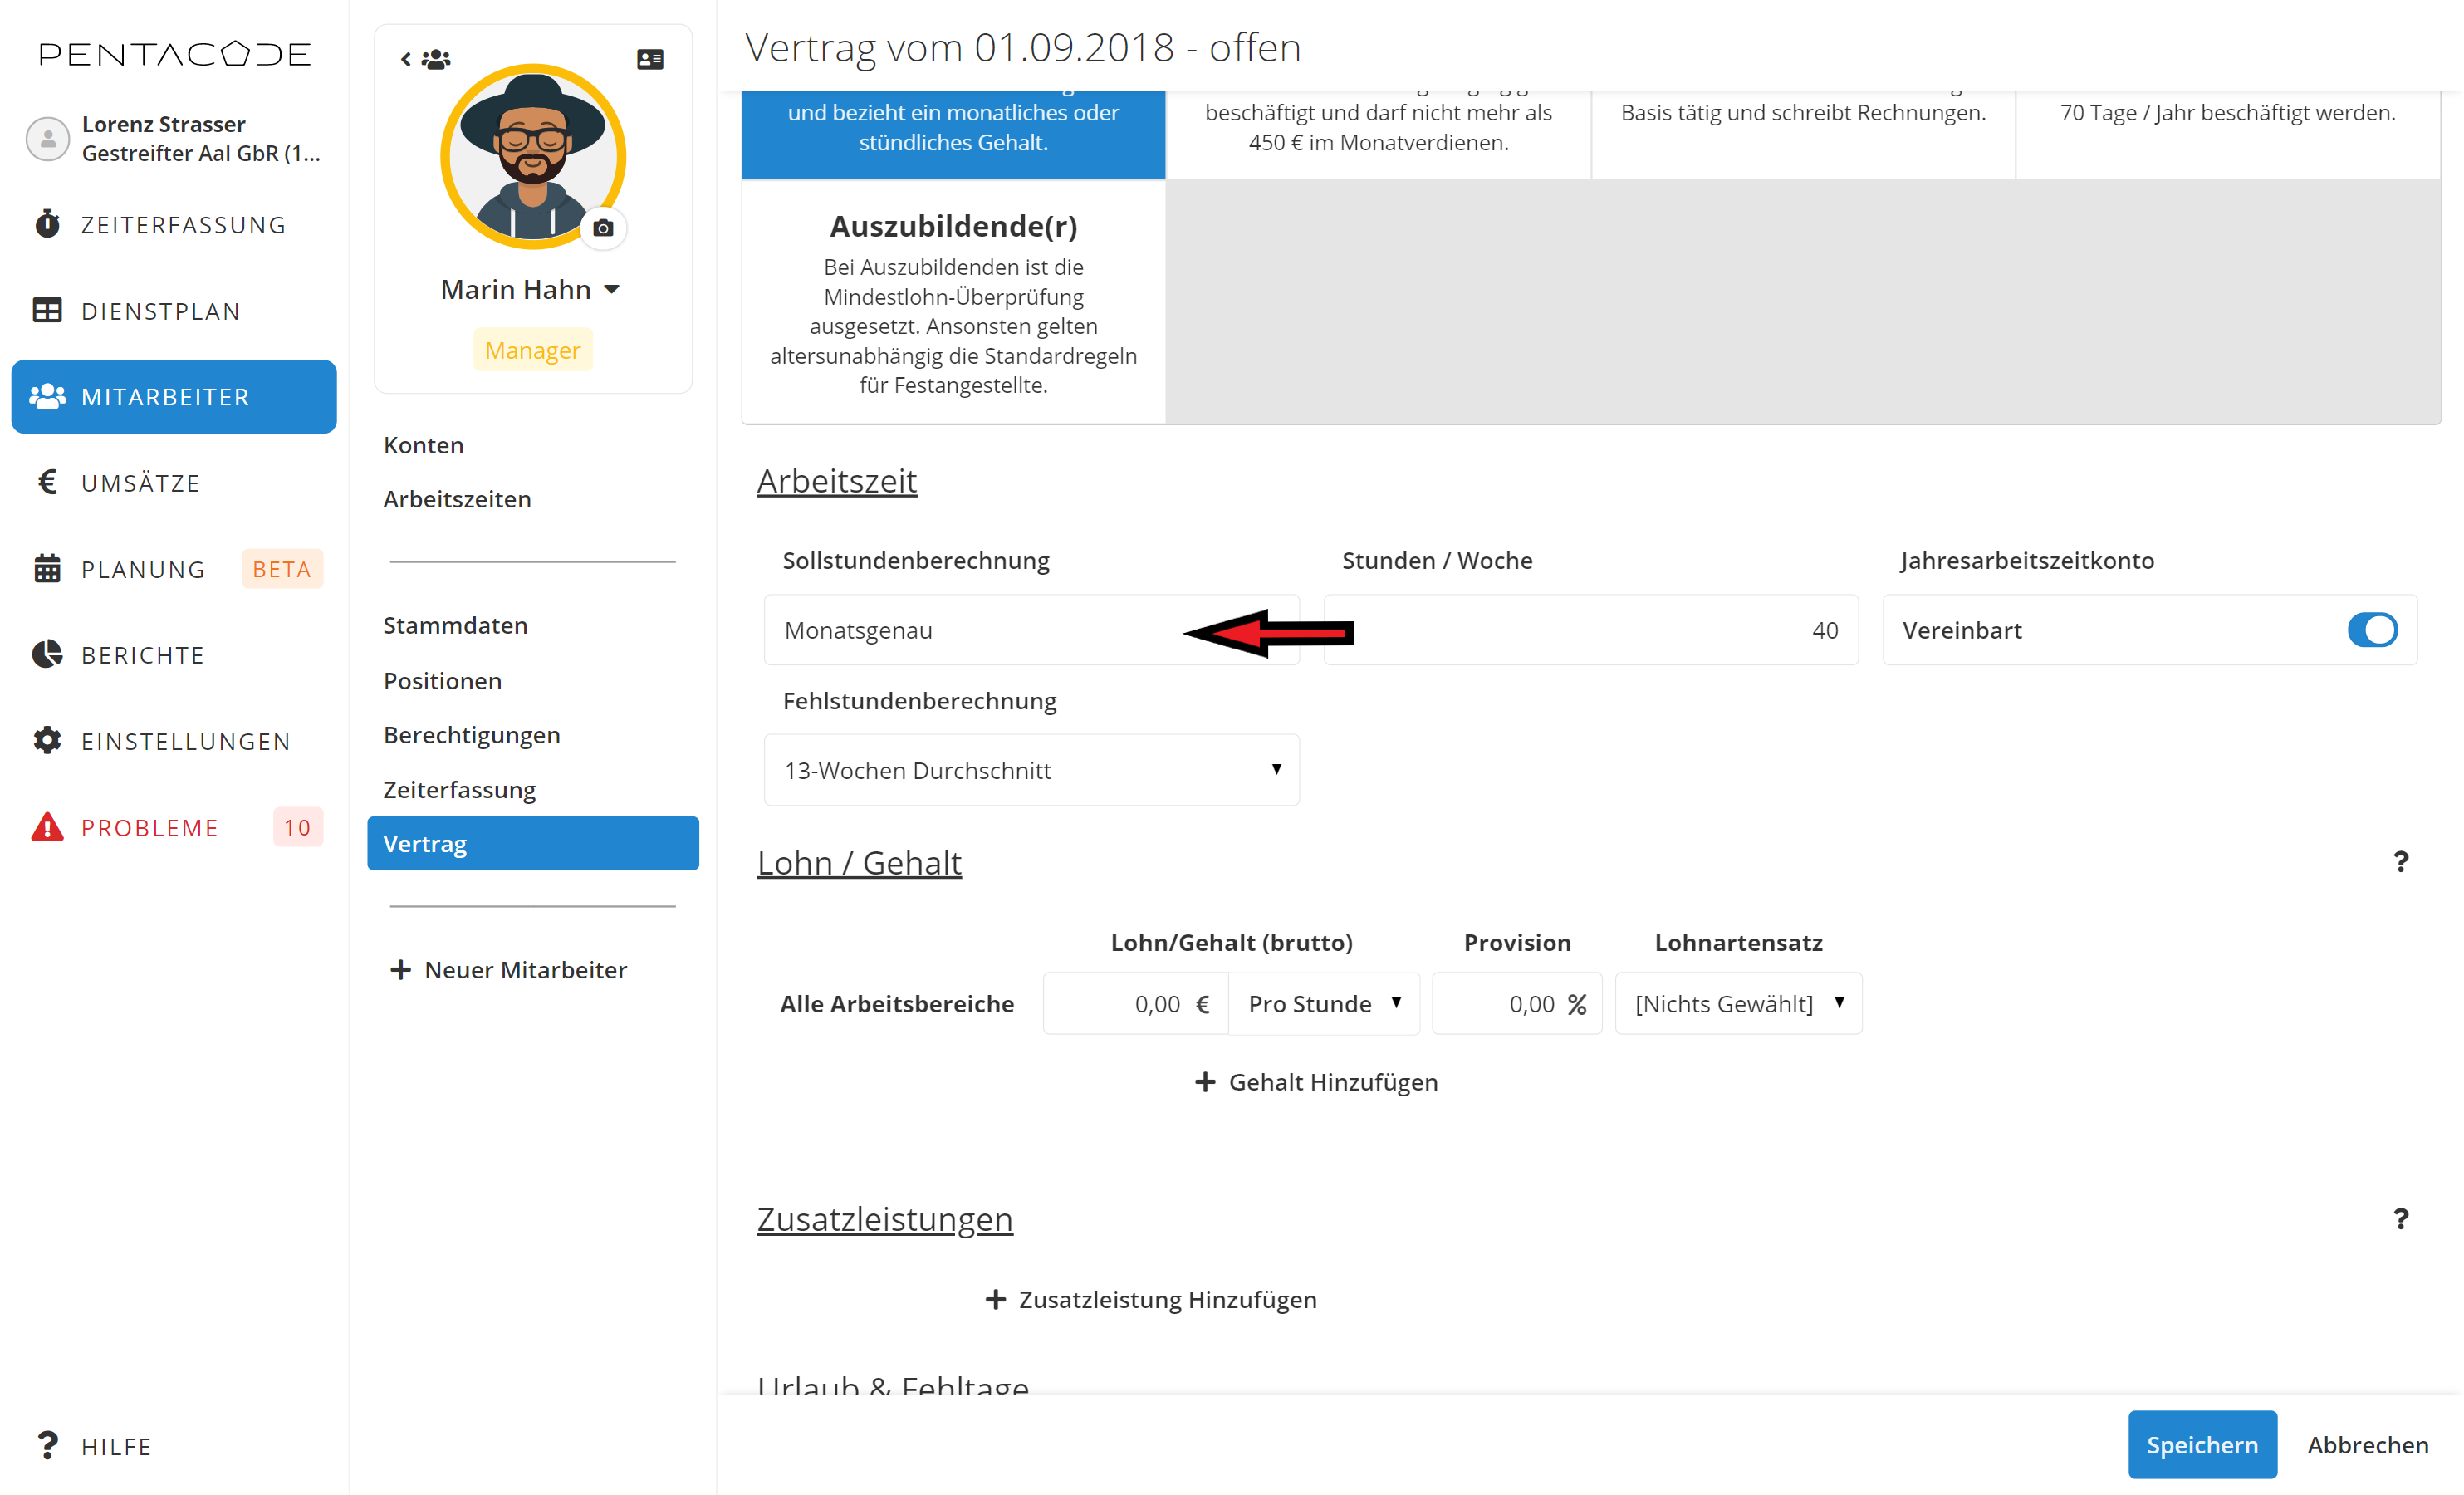 PENTACODE
Lorenz Strasser
Gestreifter Aal GbR (1...
ZEITERFASSUNG
DIENSTPLAN
MITARBEITER
UMSÄTZE
PLANUNG BETA
BERICHTE
EINSTELLUNGEN
PROBLEME 10
HILFE
Marin Hahn
Manager
Konten
Arbeitszeiten
Stammdaten
Positionen
Berechtigungen
Zeiterfassung
Vertrag
Neuer Mitarbeiter
Vertrag vom 01.09.2018 - offen
und bezieht ein monatliches oder
stündliches Gehalt.
beschäftigt und darf nicht mehr als
450 € im Monatverdienen.
Basis tätig und schreibt Rechnungen.
70 Tage / Jahr beschäftigt werden.
Auszubildende(r)
Bei Auszubildenden ist die
Mindestlohn-Überprüfung
ausgesetzt. Ansonsten gelten
altersunabhängig die Standardregeln
für Festangestellte.
Arbeitszeit
Sollstundenberechnung Stunden / Woche Jahresarbeitszeitkonto
Monatsgenau 40 Vereinbart
Fehlstundenberechnung
13-Wochen Durchschnitt
Lohn / Gehalt ?
Lohn/Gehalt (brutto) Provision Lohnartensatz
Alle Arbeitsbereiche 0,00 € Pro Stunde 0,00 % [Nichts Gewählt]
Gehalt Hinzufügen
Zusatzleistungen ?
Zusatzleistung Hinzufügen
Urlaub & Fehltage
Speichern Abbrechen